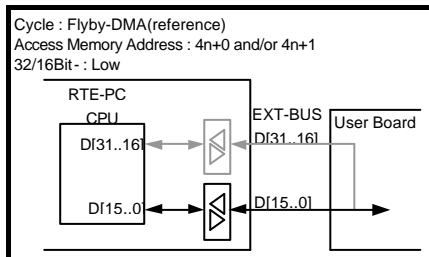 Cycle : Flyby-DMA(reference)
Access Memory Address : 4n+0 and/or 4n+1
32/16Bit- : Low
RTE-PC
CPU
EXT-BUS
User Board
D[31..16]
D[31..16]
D[15..0]
D[15..0]